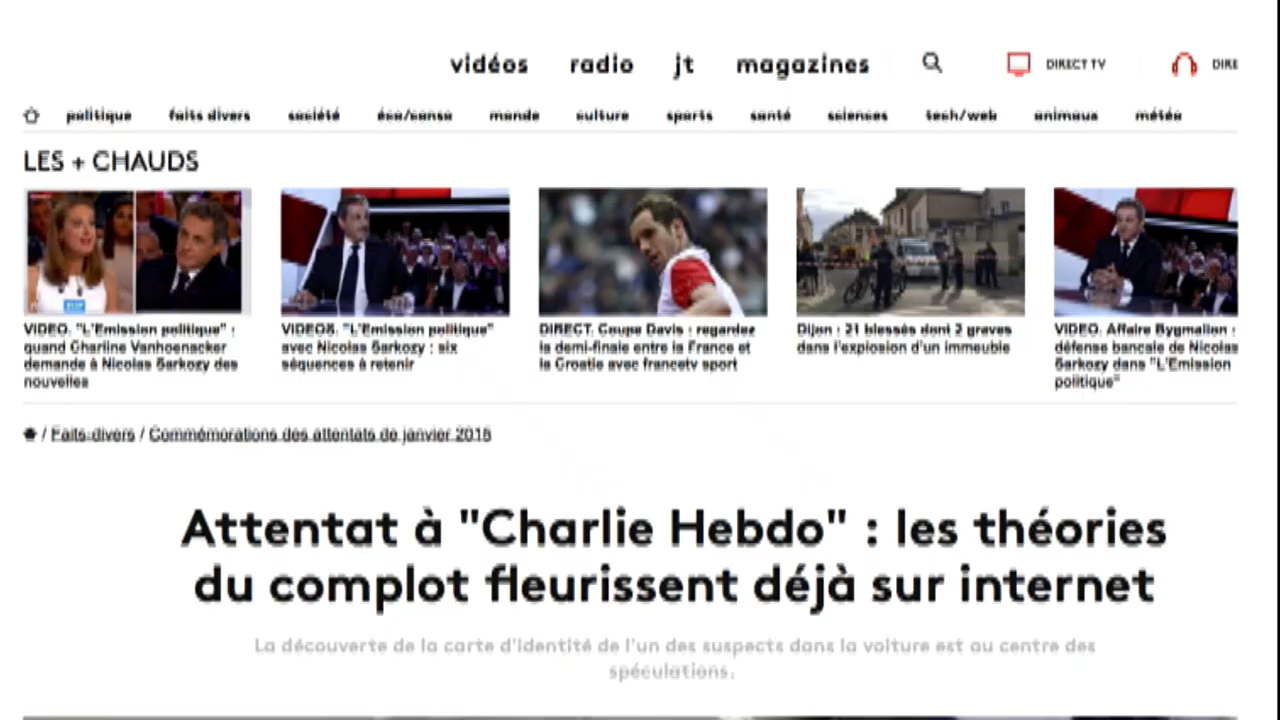 vidéos radio jt magazines DIRECT TV DIRE
politique faits divers société éco/conso monde culture sports santé sciences tech/web animaux météo
LES + CHAUDS
VIDEO. "L'Emission politique" :
quand Charline Vanhoenacker
demande à Nicolas Sarkozy des
nouvelles
VIDEOS. "L'Emission politique"
avec Nicolas Sarkozy : six
séquences à retenir
DIRECT. Coupe Davis : regardez
la demi-finale entre la France et
la Croatie avec francetv sport
Dijon : 21 blessés dont 2 graves
dans l'explosion d'un immeuble
VIDEO. Affaire Bygmalion :
défense bancale de Nicolas
Sarkozy dans "L'Emission
politique"
/ Faits-divers / Commémorations des attentats de janvier 2015
Attentat à "Charlie Hebdo" : les théories
du complot fleurissent déjà sur internet
La découverte de la carte d'identité de l'un des suspects dans la voiture est au centre des
spéculations.